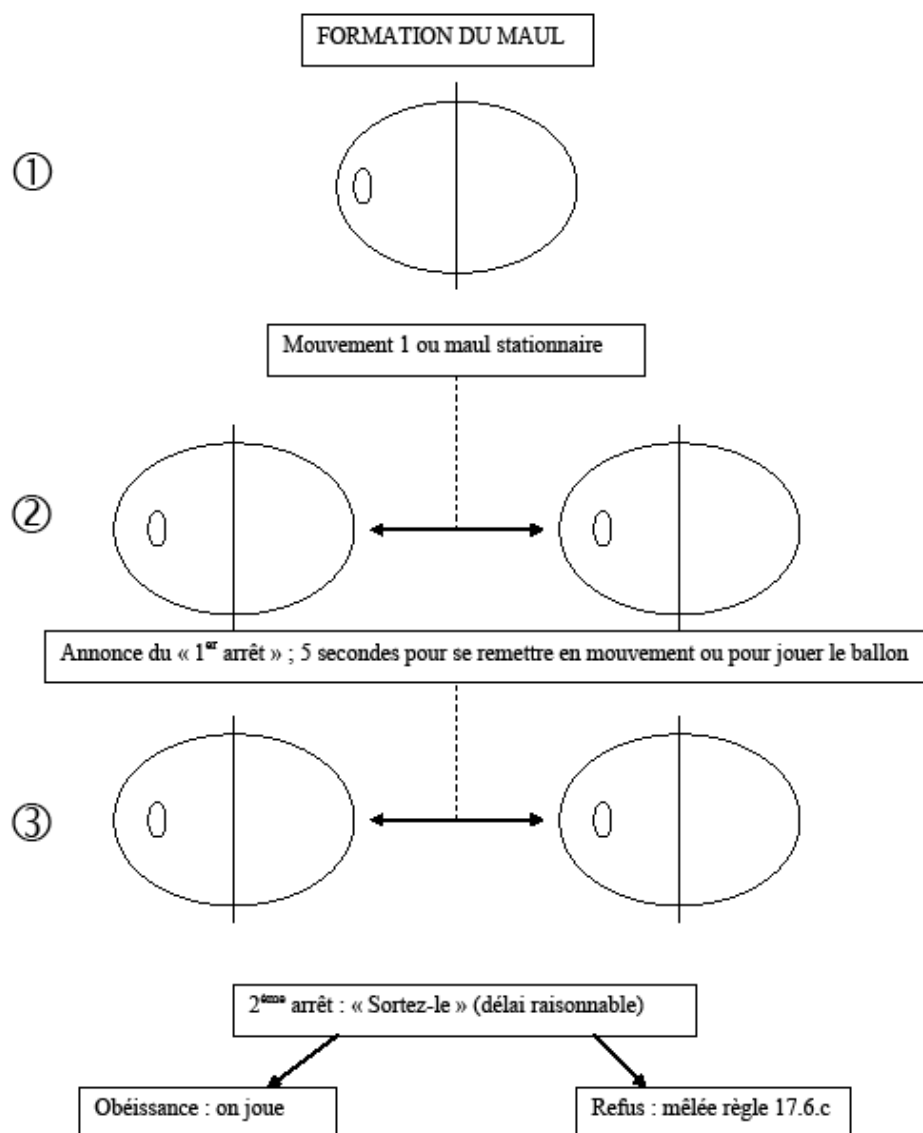 FORMATION DU MAUL
①
Mouvement 1 ou maul stationnaire
②
Annonce du « 1er arrêt » ; 5 secondes pour se remettre en mouvement ou pour jouer le ballon
③
2ème arrêt : « Sortez-le » (délai raisonnable)
Obéissance : on joue
Refus : mêlée règle 17.6.c